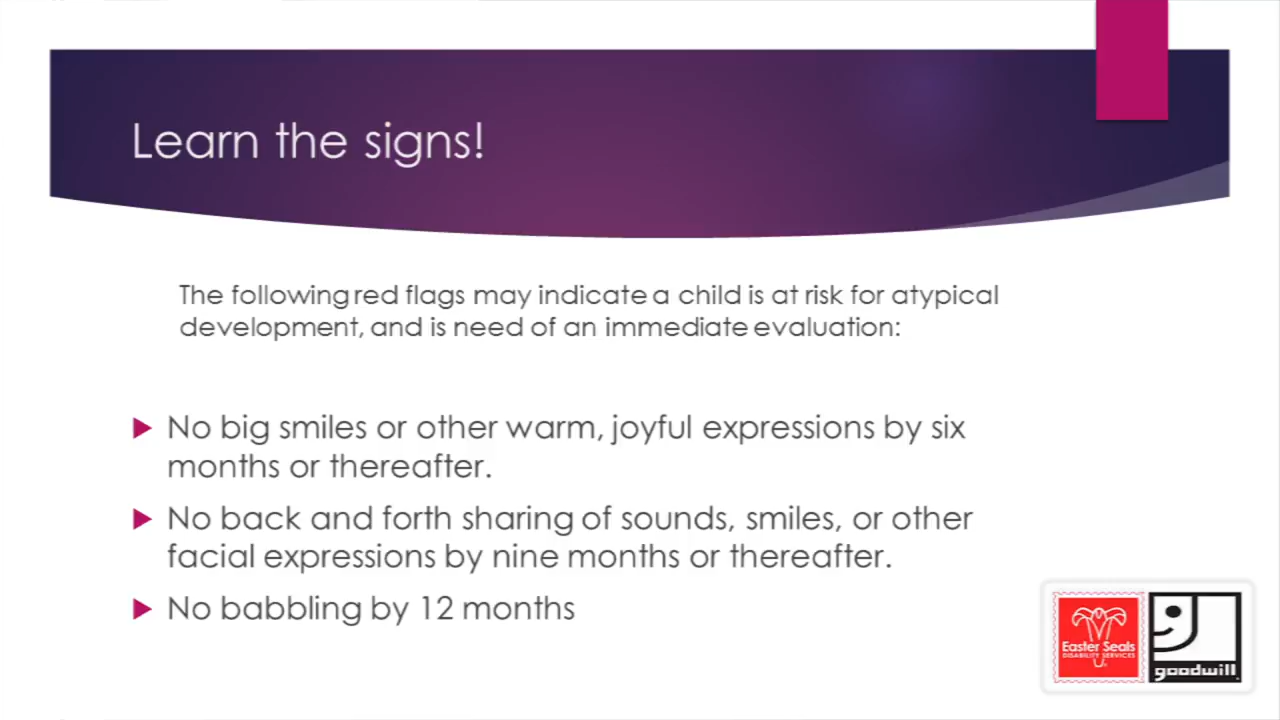 Learn the signs!
The following red flags may indicate a child is at risk for atypical
development, and is need of an immediate evaluation:
No big smiles or other warm, joyful expressions by six
months or thereafter.
No back and forth sharing of sounds, smiles, or other
facial expressions by nine months or thereafter.
No babbling by 12 months
Easter Seals
DISABILITY SERVICES
goodwill